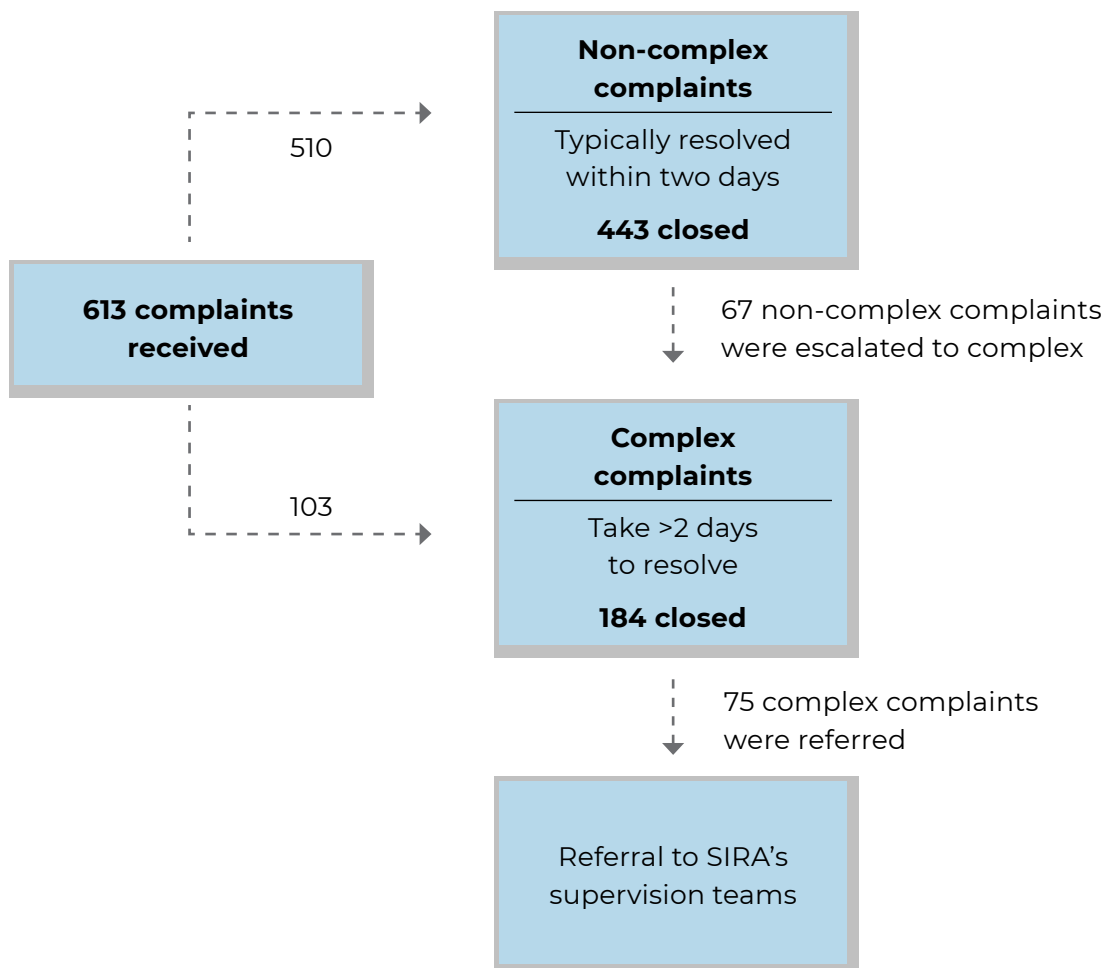 Non-complex
complaints
Typically resolved
within two days
443 closed
510
613 complaints
received
67 non-complex complaints
were escalated to complex
103
Complex
complaints
Take >2 days
to resolve
184 closed
75 complex complaints
were referred
Referral to SIRA’s
supervision teams